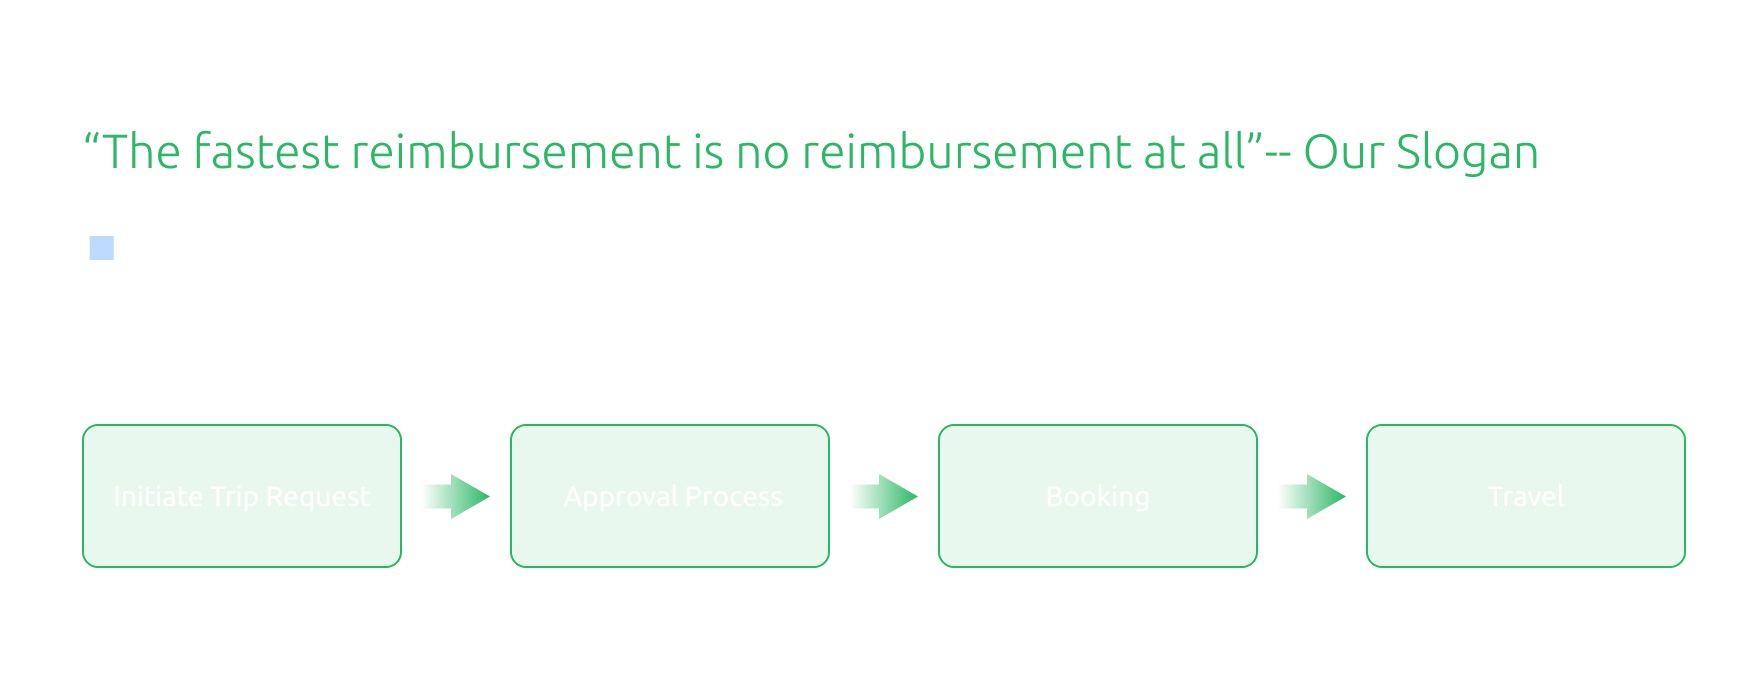 “The fastest reimbursement is no reimbursement at all”-- Our Slogan
Initiate Trip Request
Approval Process
Booking
Travel